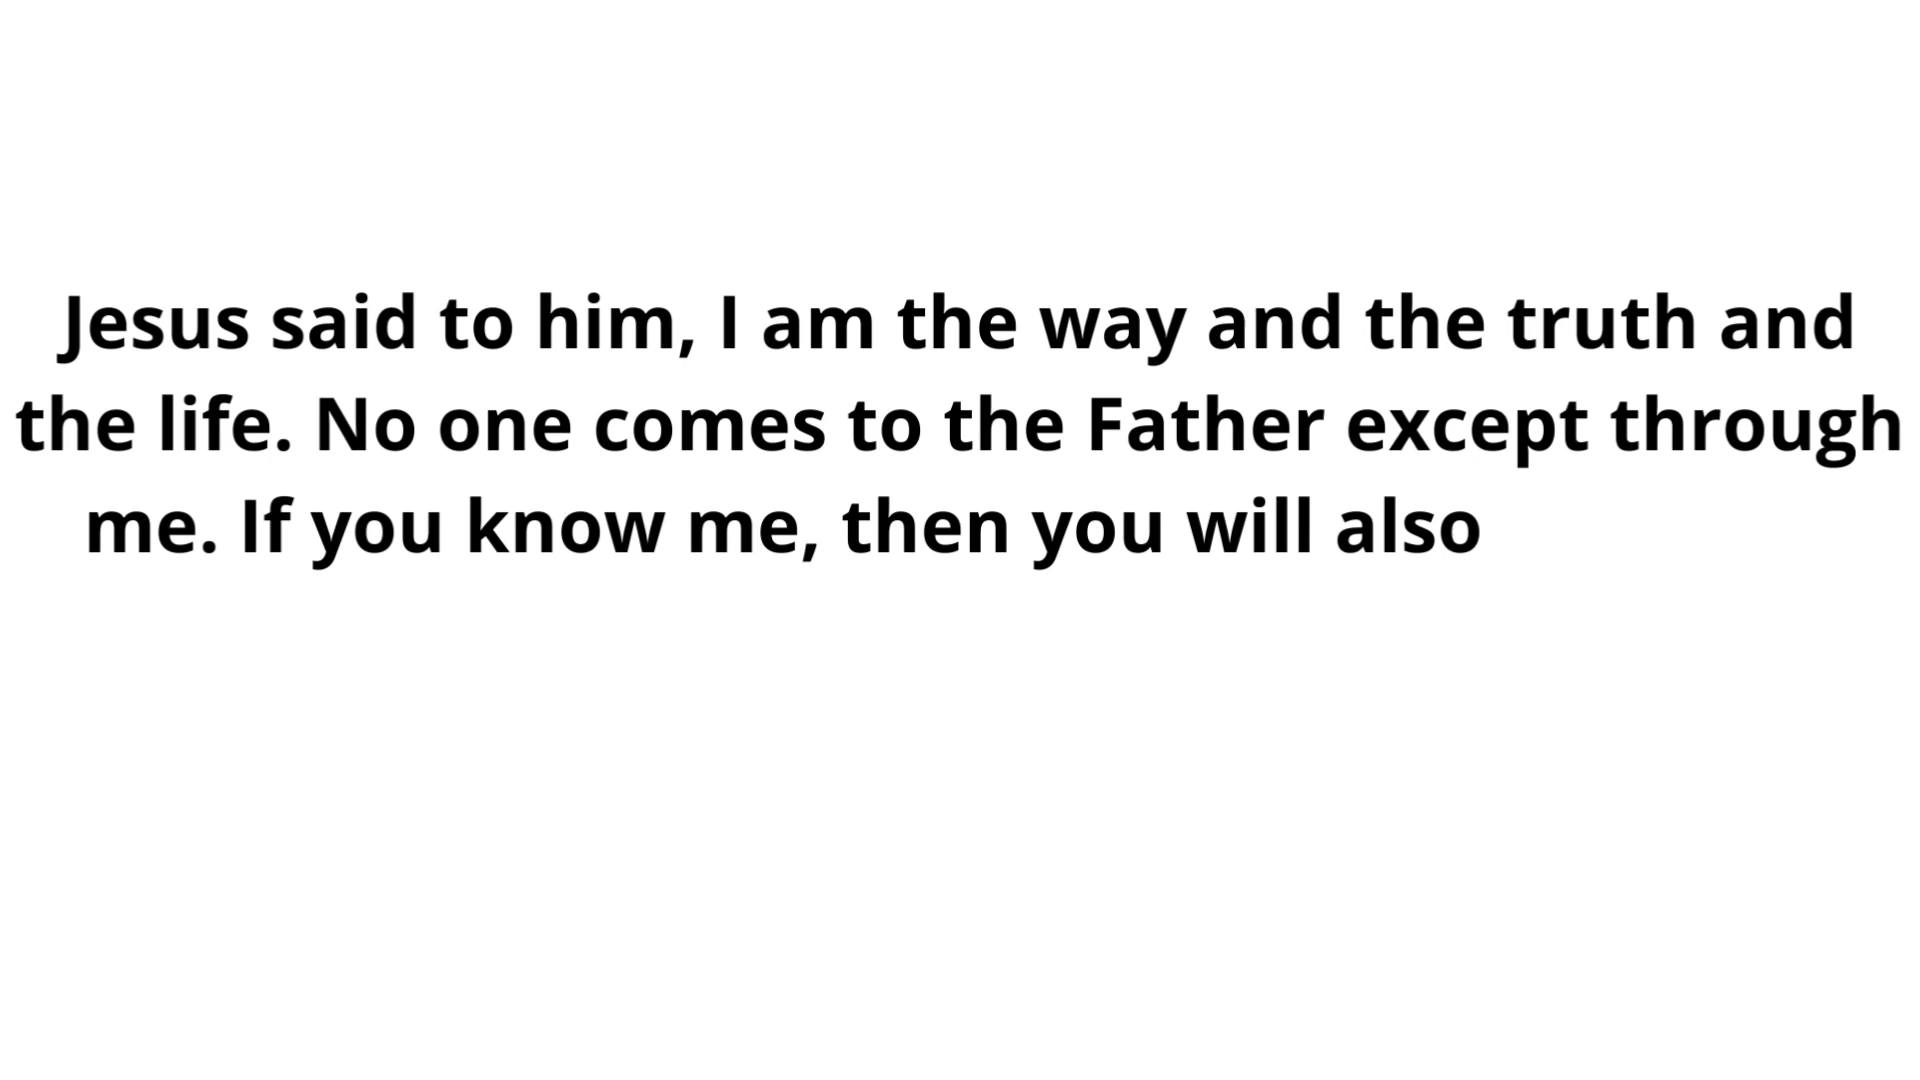 Jesus said to him, I am the way and the truth and
the life. No one comes to the Father except through
me. If you know me, then you will also